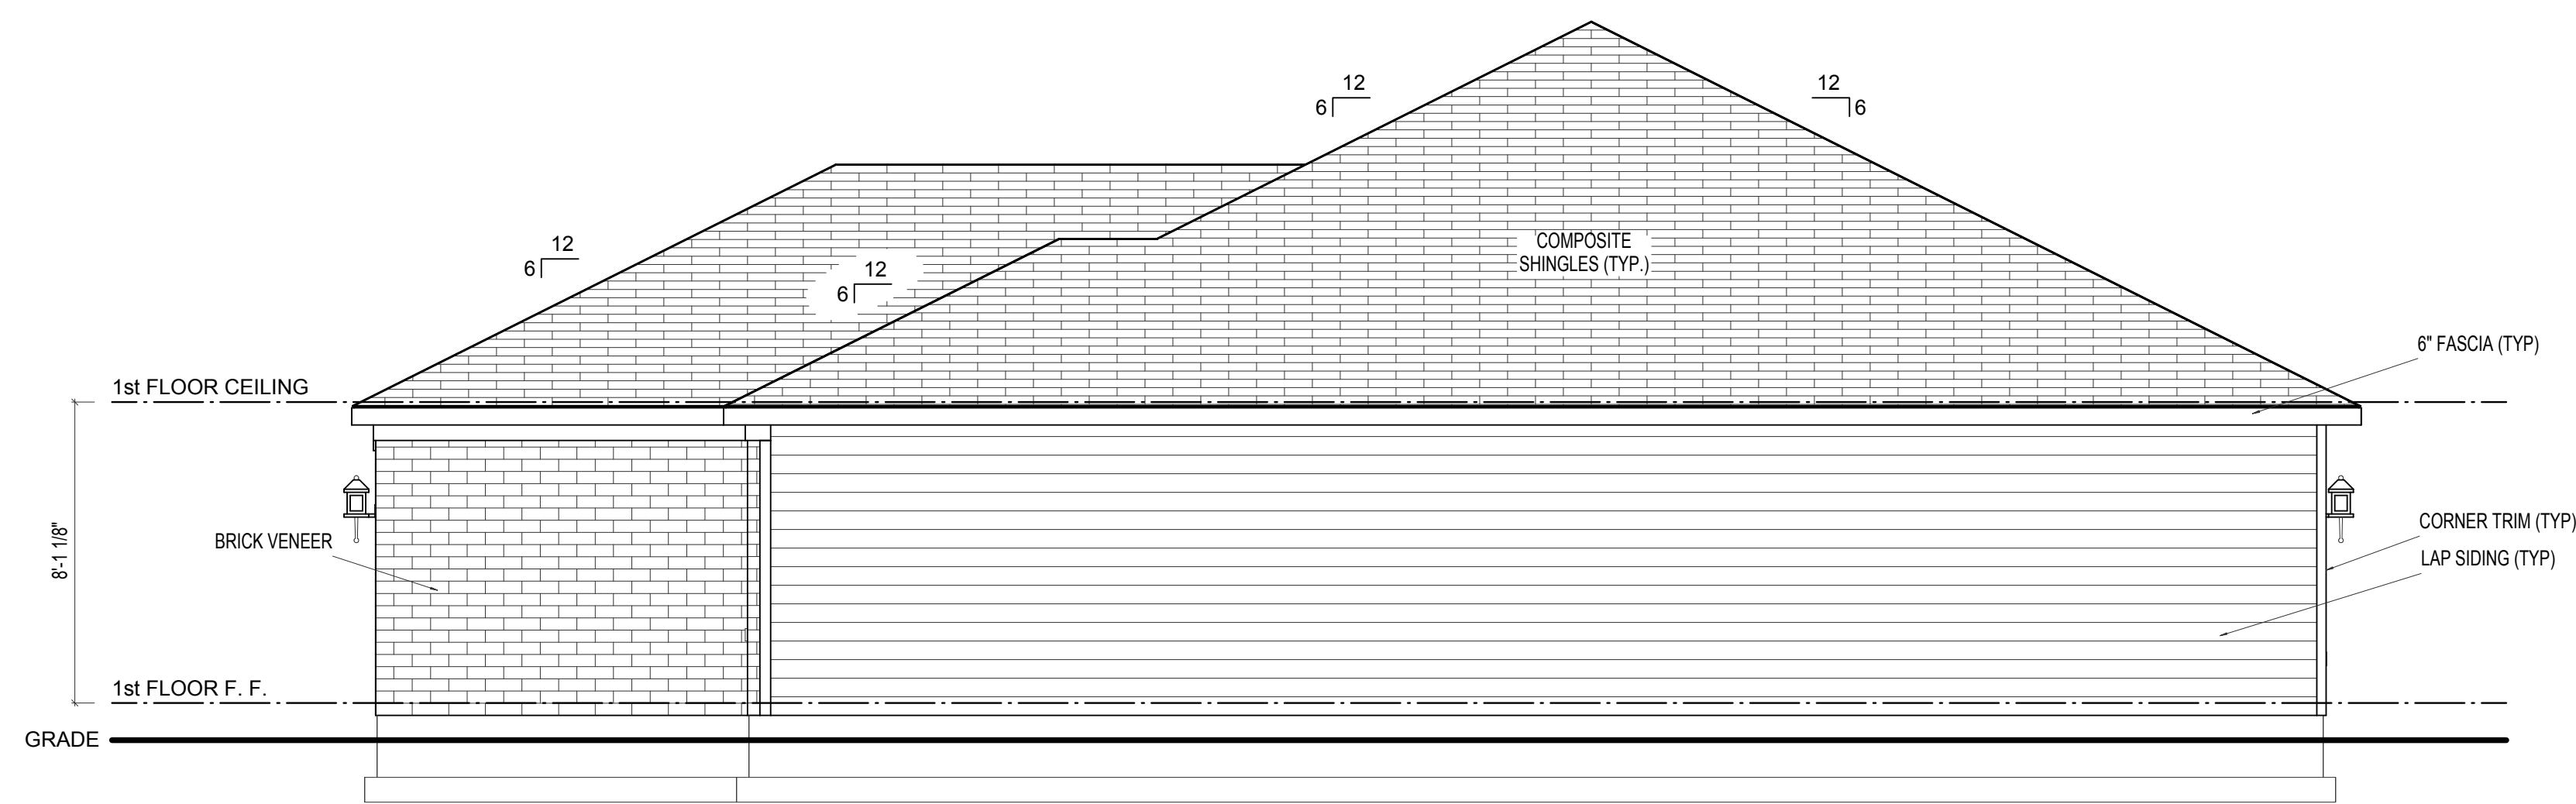 12
6
12
6
12
6
12
6
COMPOSITE
SHINGLES (TYP.)
6" FASCIA (TYP)
1st FLOOR CEILING
8'-1 1/8"
BRICK VENEER
CORNER TRIM (TYP)
LAP SIDING (TYP)
1st FLOOR F. F.
GRADE